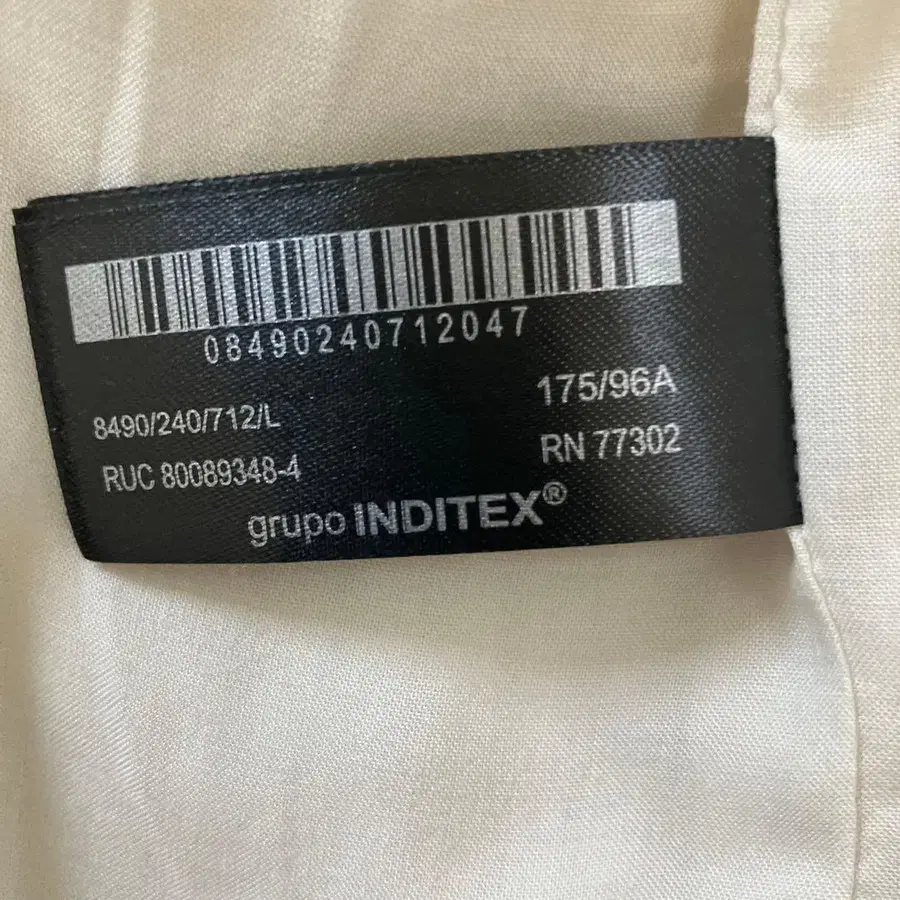 08490240712047
8490/240/712/L
175/96A
RUC 80089348-4
RN 77302
grupo INDITEX®